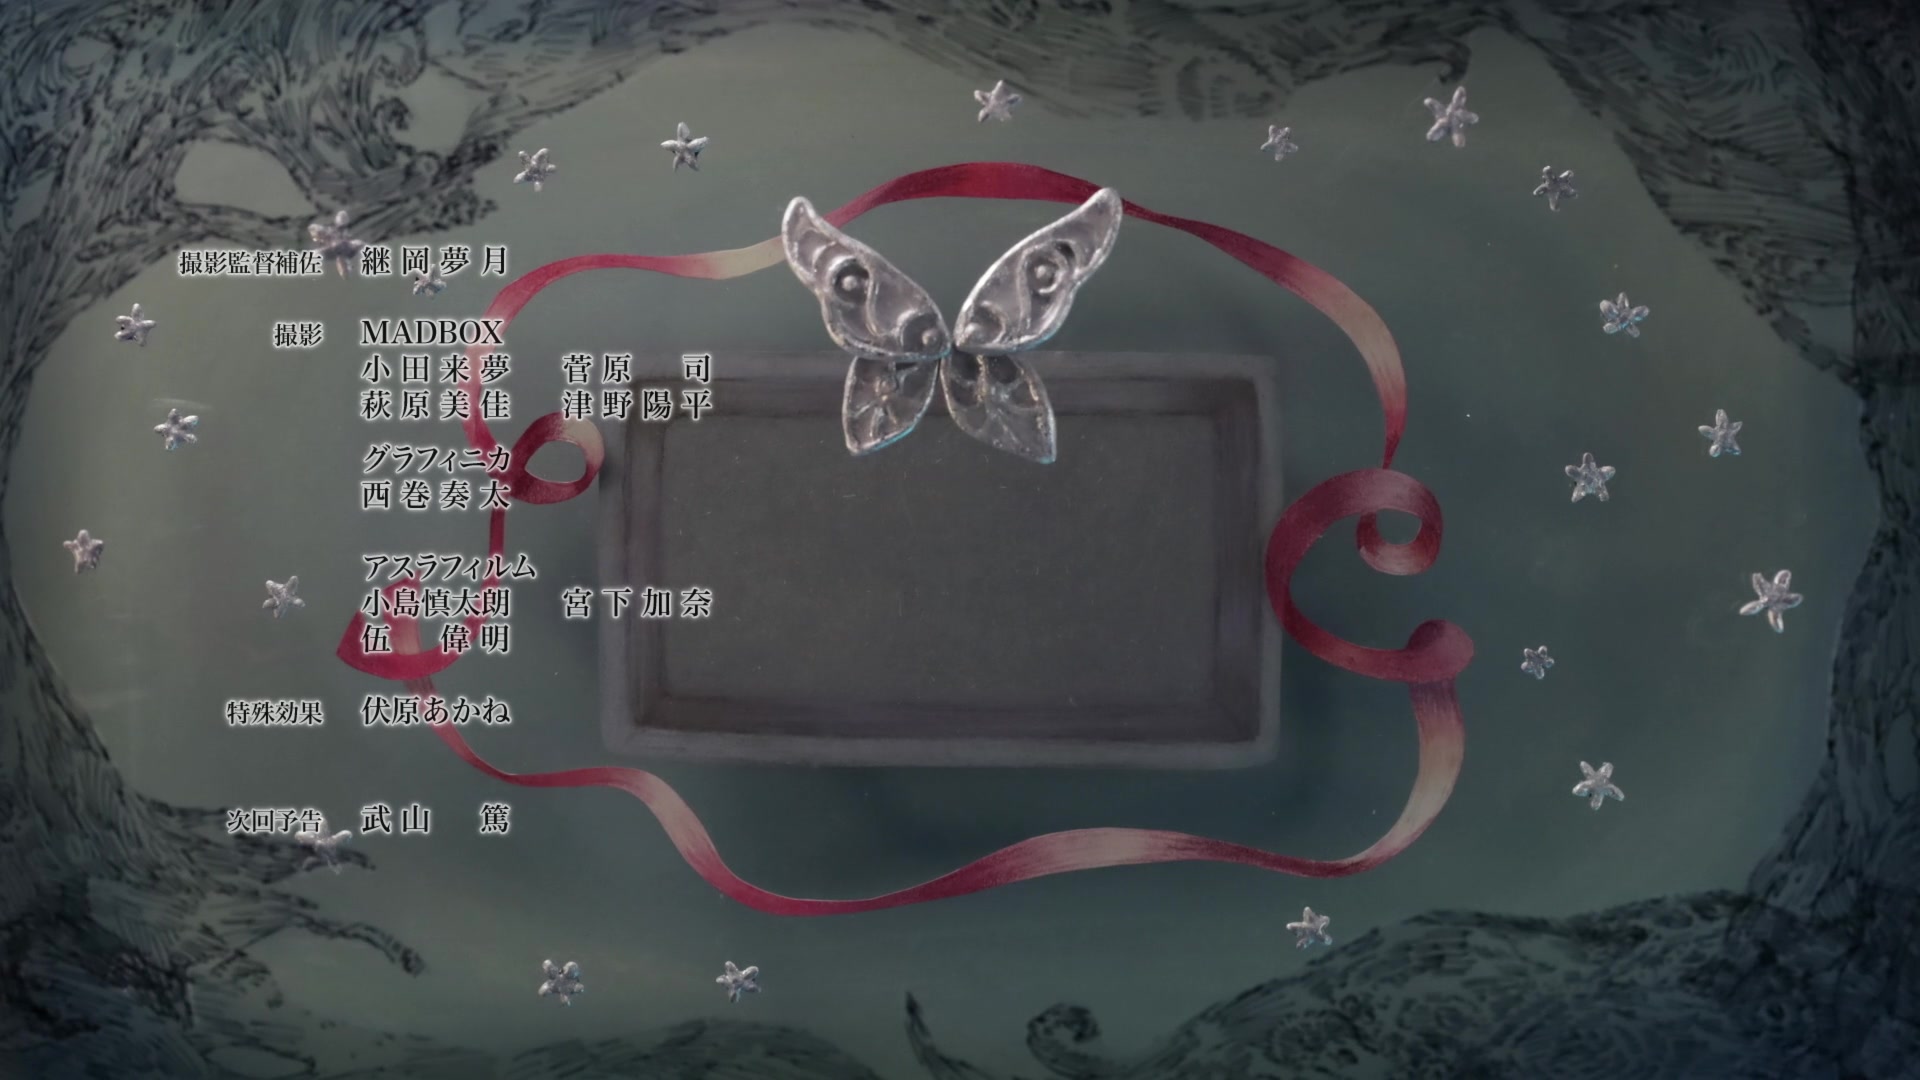 撮影監督補佐 継岡夢月
撮影 MADBOX
小田来夢 菅原 司
萩原美佳 津野陽平
グラフィニカ
西巻奏太
アスラフィルム
小島慎太朗 宮下加奈
伍 偉明
特殊効果 伏原あかね
次回予告 武山 篤